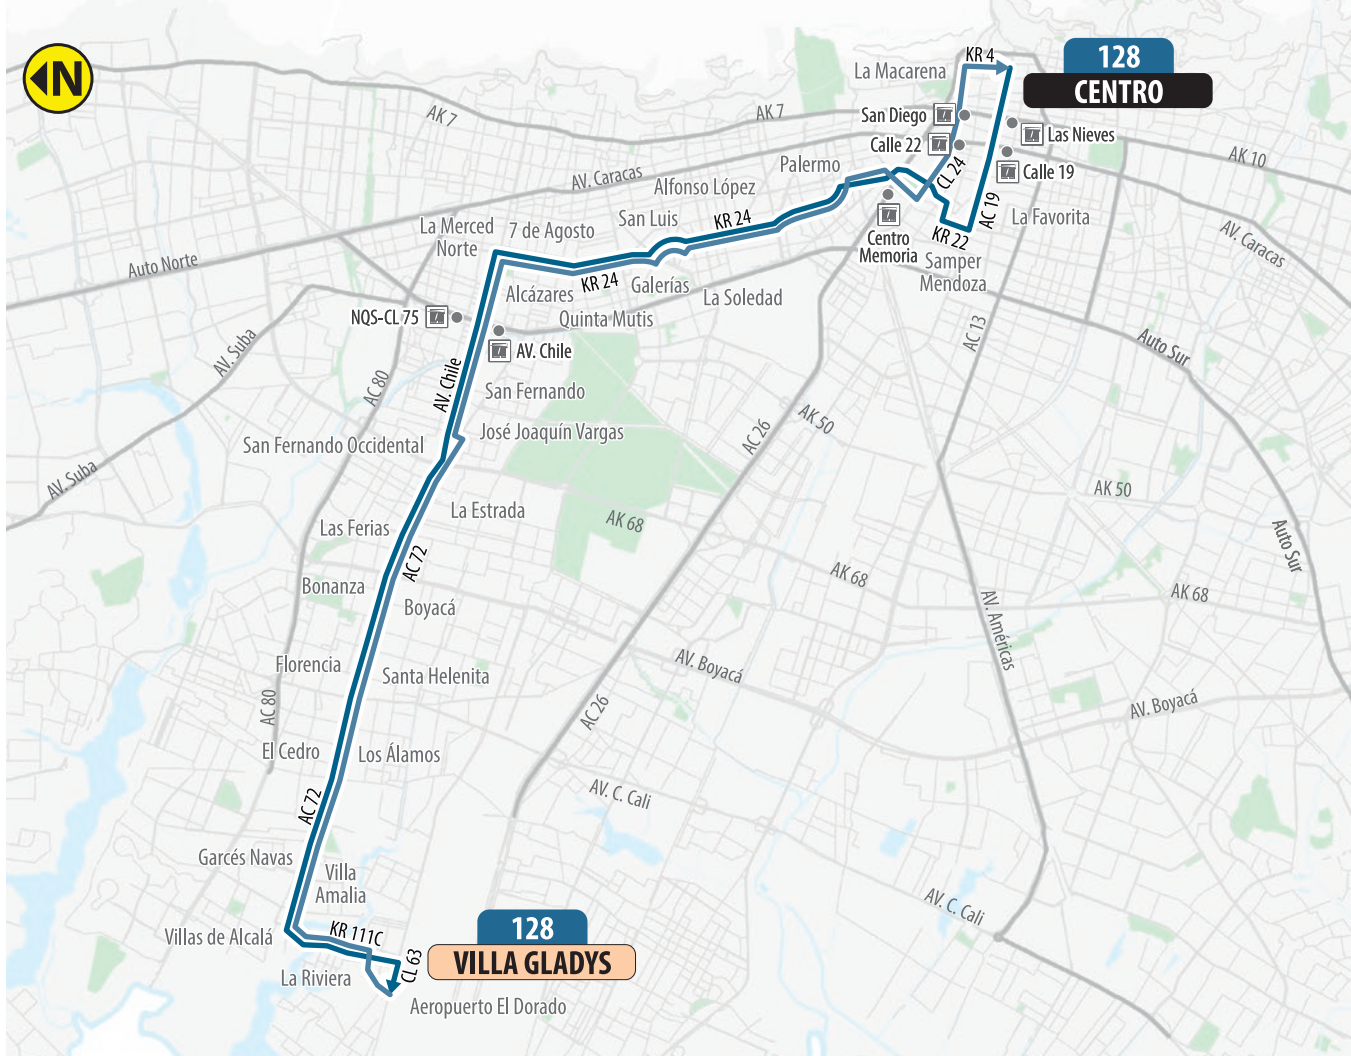 N
KR 4
128
CENTRO
La Macarena
AK 7
AK 7
San Diego
Las Nieves
Calle 22
AK 10
Palermo
AV. Caracas
Calle 19
CL 24
Alfonso López
AC 19
La Favorita
San Luis
KR 24
La Merced
Norte
7 de Agosto
KR 22
Centro
Memoria
AV. Caracas
Auto Norte
Samper
Mendoza
KR 24
Galerías
Alcázares
La Soledad
NQS-CL 75
Quinta Mutis
AC 13
Auto Sur
AV. Suba
AV. Chile
AV. Chile
AC 80
San Fernando
AK 50
José Joaquín Vargas
AC 26
San Fernando Occidental
AV. Suba
AK 50
La Estrada
Las Ferias
AK 68
Auto Sur
AC 72
AK 68
Bonanza
AK 68
Boyacá
AV. Américas
Florencia
Santa Helenita
AV. Boyacá
AC 80
AC 26
AV. Boyacá
El Cedro
Los Álamos
AV. C. Cali
AC 72
Garcés Navas
Villa
Amalia
AV. C. Cali
128
VILLA GLADYS
Villas de Alcalá
KR 111C
CL 63
La Riviera
Aeropuerto El Dorado